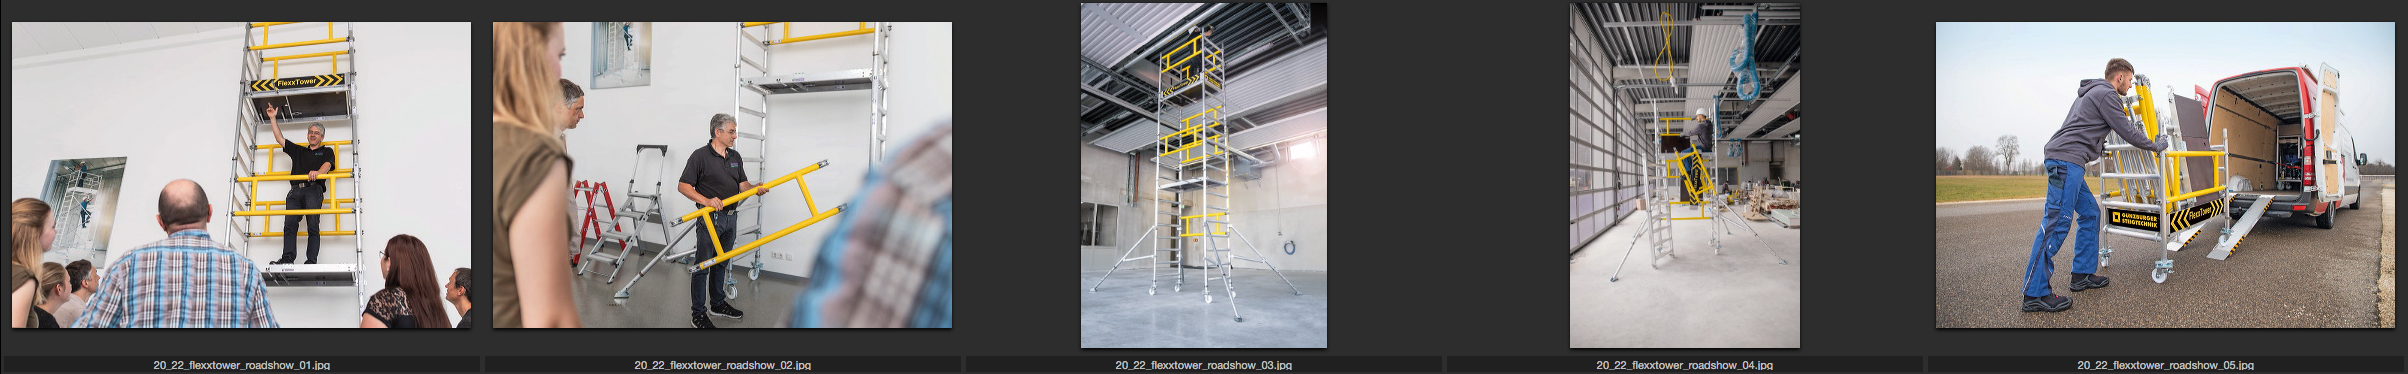 FlexxTower
GÜNZBURGER
STEIGTECHNIK
FlexxTower
20_22_flexxtower_roadshow_01.jpg
20_22_flexxtower_roadshow_02.jpg
20_22_flexxtower_roadshow_03.jpg
20_22_flexxtower_roadshow_04.jpg
20_22_flexxtower_roadshow_05.jpg